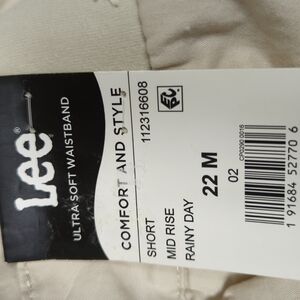 Lee®
ULTRA SOFT WAISTBAND
COMFORT AND STYLE
112316608
SHORT
MID RISE
RAINY DAY
22 M
02
1 91684 52770 6